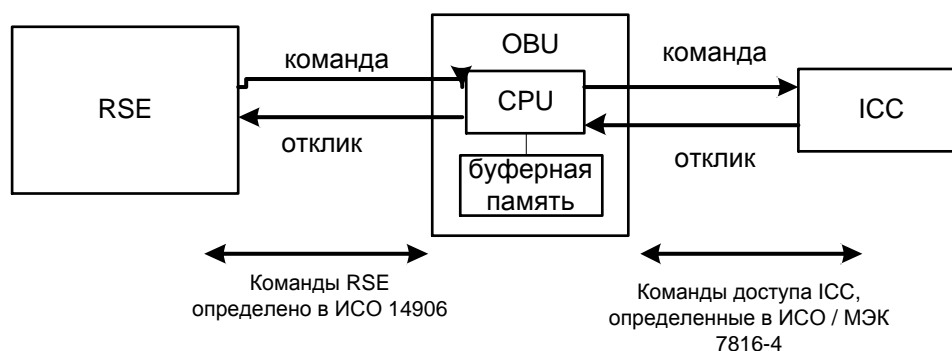 OBU
команда
команда
RSE
CPU
ICC
отклик
отклик
буферная
память
Команды RSE
определено в ИСО 14906
Команды доступа ICC,
определенные в ИСО / МЭК
7816-4